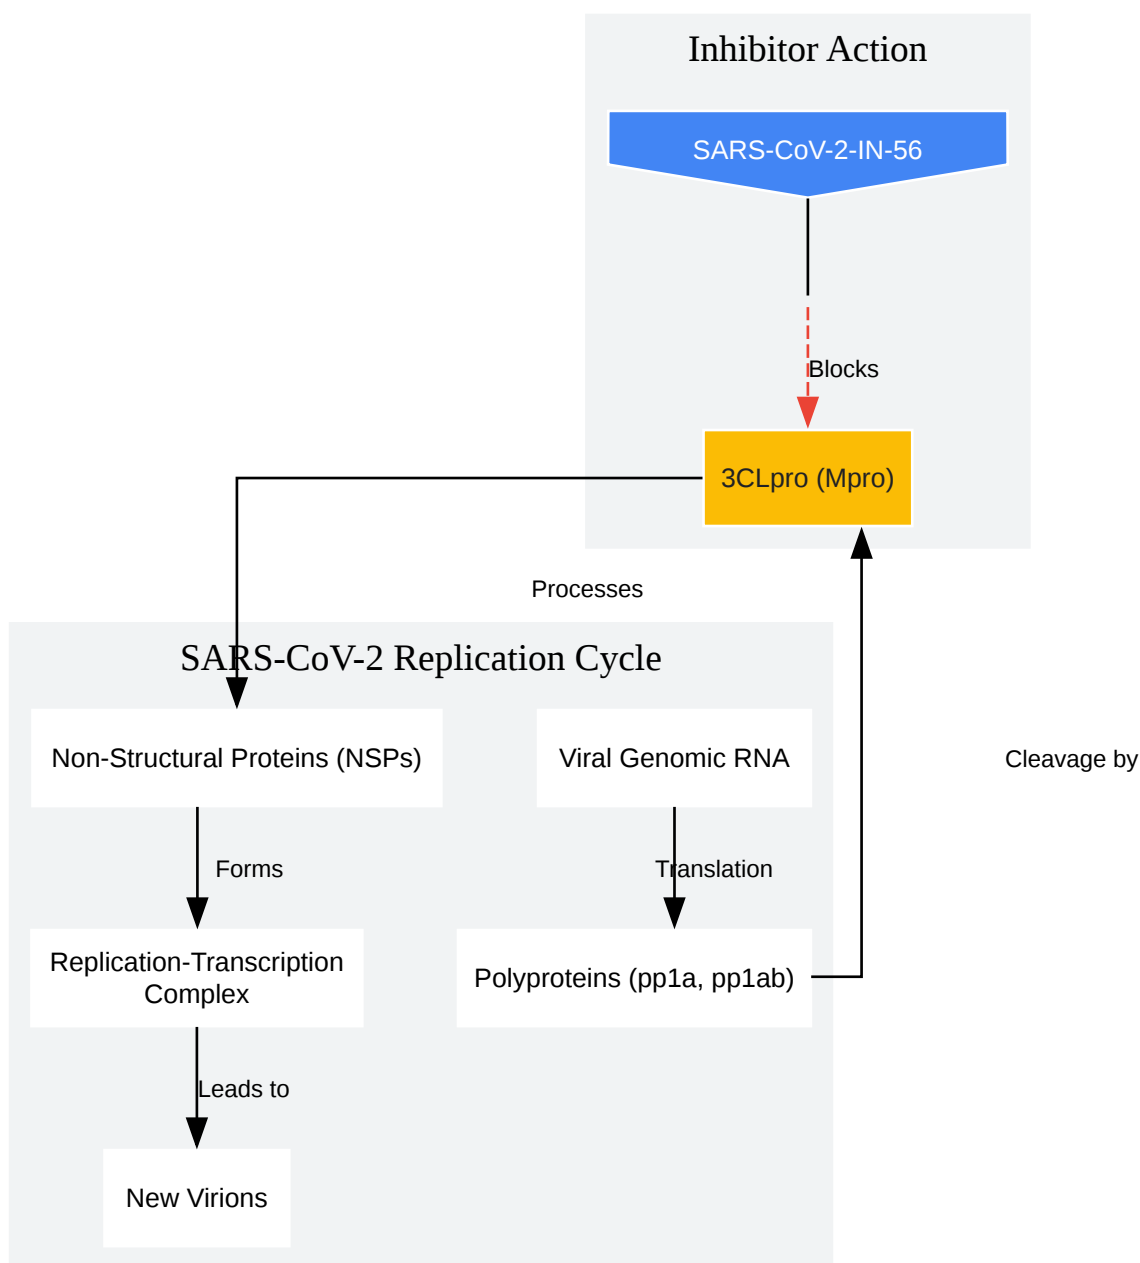 Inhibitor Action
SARS-CoV-2-IN-56
Blocks
3CLpro (Mpro)
Processes
SARS-CoV-2 Replication Cycle
Non-Structural Proteins (NSPs)
Viral Genomic RNA
Cleavage by
Forms
Translation
Replication-Transcription
Complex
Polyproteins (pp1a, pp1ab)
Leads to
New Virions